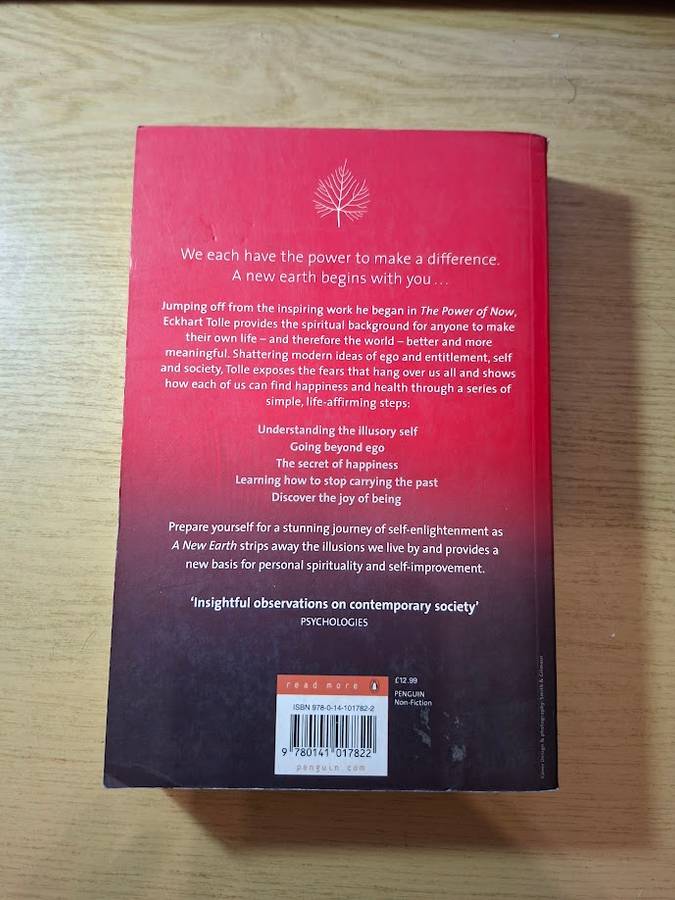 We each have the power to make a difference.
A new earth begins with you...
Jumping off from the inspiring work he began in The Power of Now,
Eckhart Tolle provides the spiritual background for anyone to make
their own life – and therefore the world – better and more
meaningful. Shattering modern ideas of ego and entitlement, self
and society, Tolle exposes the fears that hang over us all and shows
how each of us can find happiness and health through a series of
simple, life-affirming steps:
Understanding the illusory self
Going beyond ego
The secret of happiness
Learning how to stop carrying the past
Discover the joy of being
Prepare yourself for a stunning journey of self-enlightenment as
A New Earth strips away the illusions we live by and provides a
new basis for personal spirituality and self-improvement.
‘Insightful observations on contemporary society’
PSYCHOLOGIES
read more
ISBN 978-0-14-101782-2
9 780141 017822
penguin.com
£12.99
PENGUIN
Non-Fiction
Cover Design & photography: Smith & Gilmour